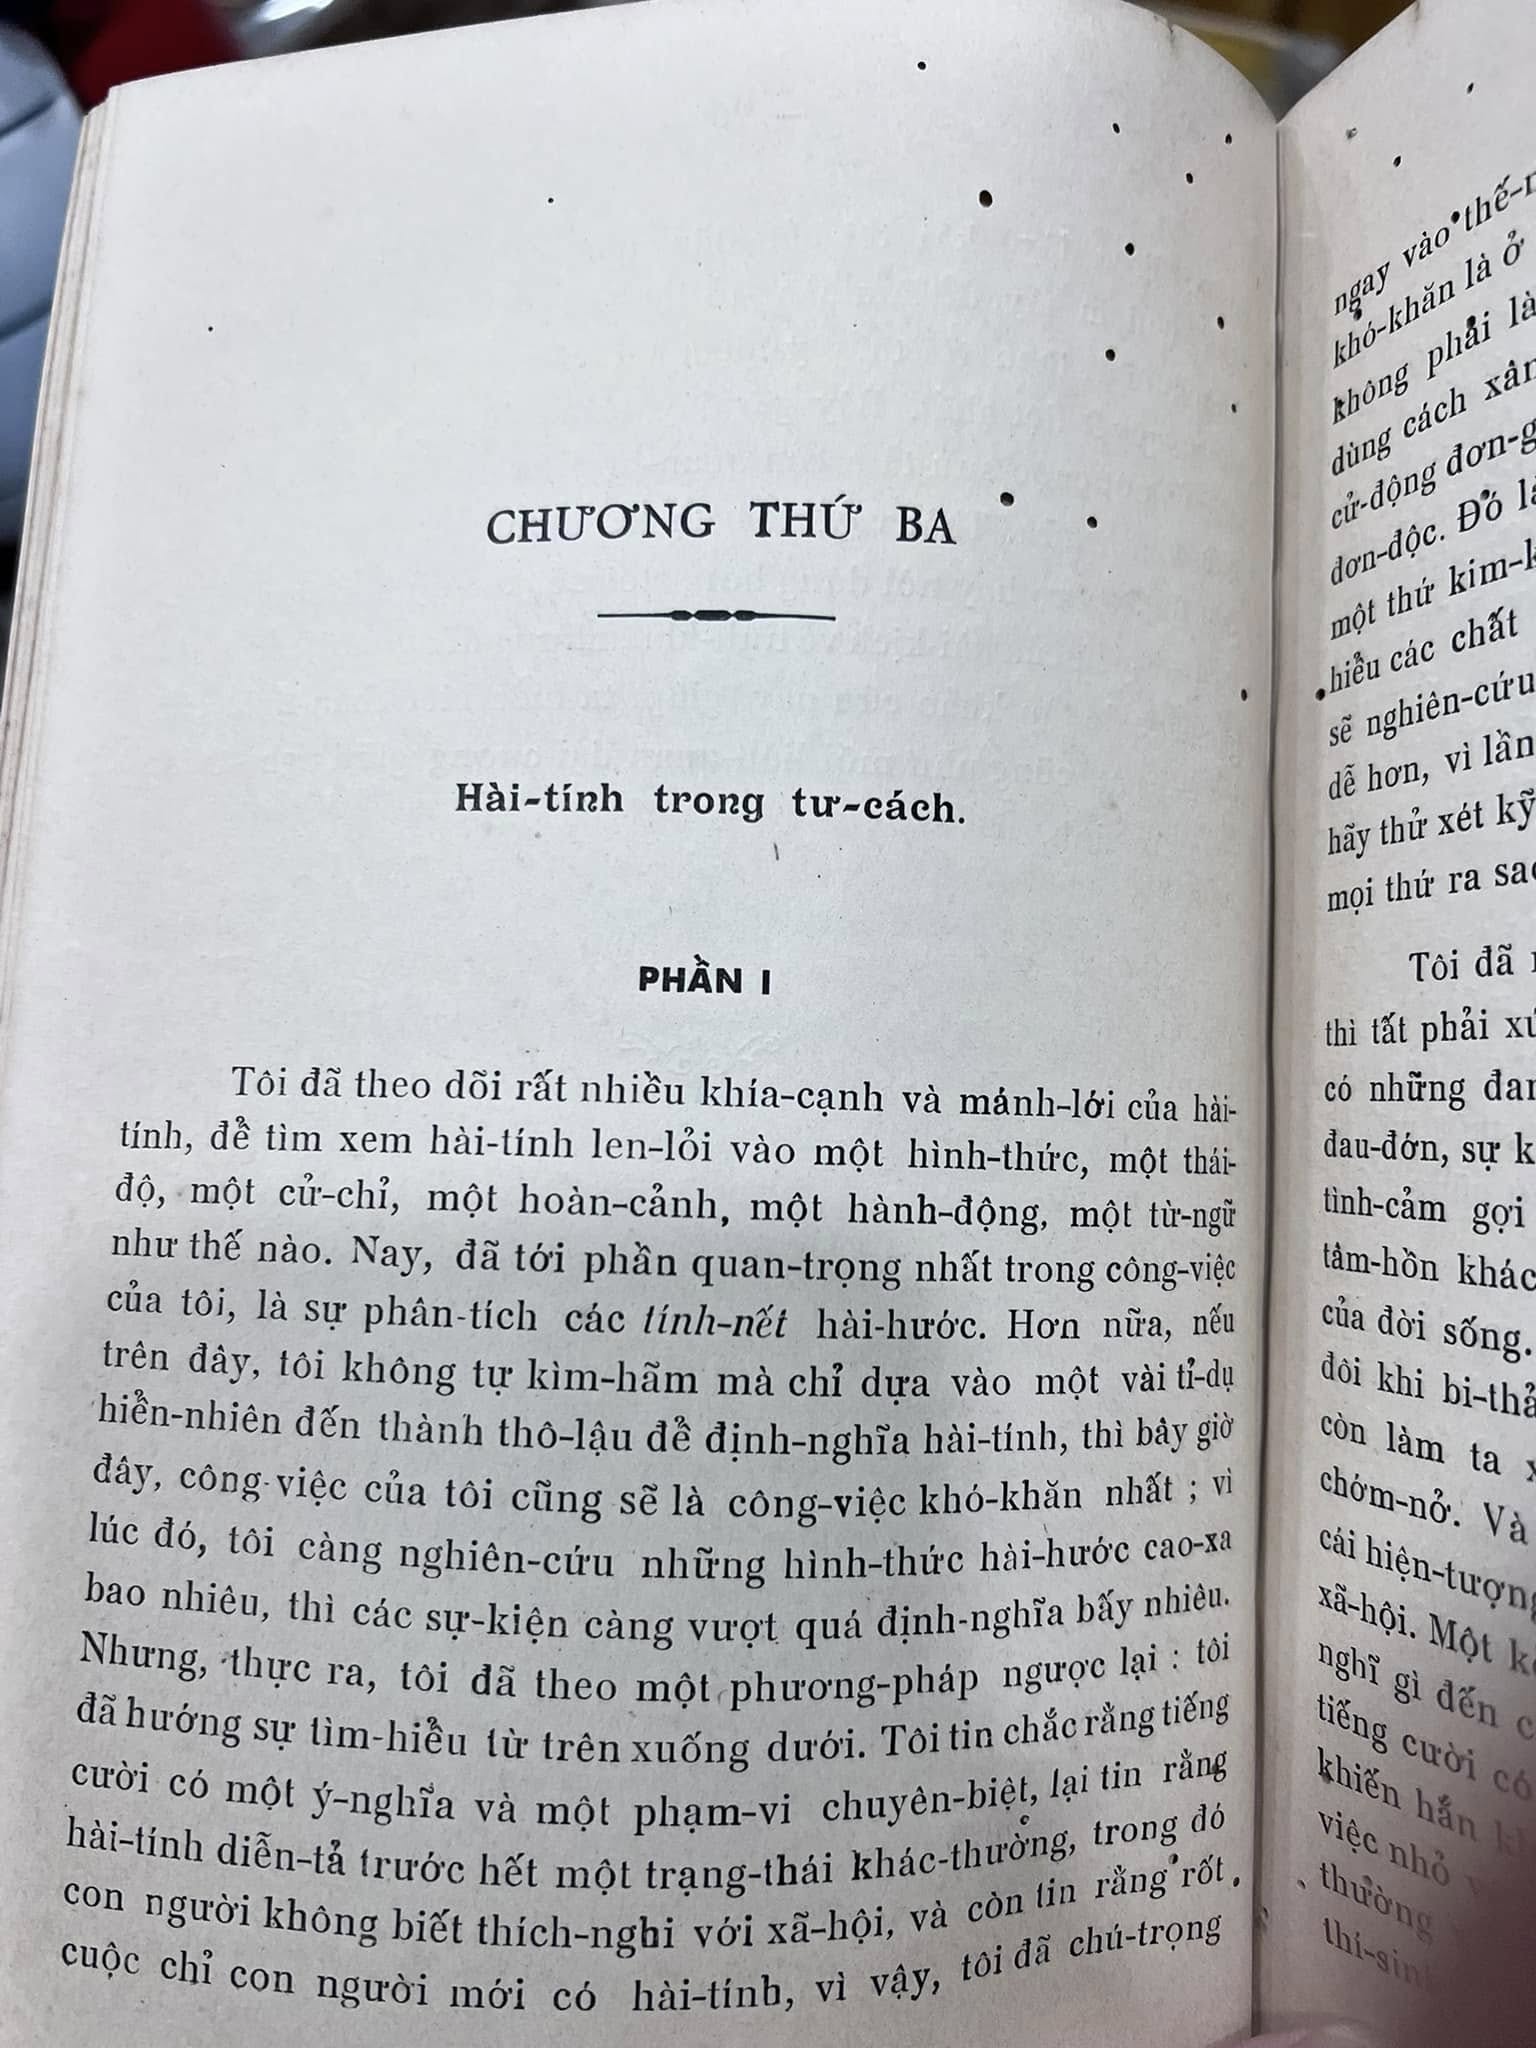 CHƯƠNG THỨ BA
Hài-tính trong tư-cách.
PHẦN I
Tôi đã theo dõi rất nhiều khía-cạnh và mánh-lới của hài-
tính, để tìm xem hài-tính len-lỏi vào một hình-thức, một thái-
độ, một cử-chỉ, một hoàn-cảnh, một hành-động, một từ-ngữ
như thế nào. Nay, đã tới phần quan-trọng nhất trong công-việc
của tôi, là sự phân-tích các tính-nết hài-hước. Hơn nữa, nếu
trên đây, tôi không tự kìm-hãm mà chỉ dựa vào một vài tỉ-dụ
hiển-nhiên đến thành thô-lậu để định-nghĩa hài-tính, thì bây giờ
đây, công-việc của tôi cũng sẽ là công-việc khó-khăn nhất ; vì
lúc đó, tôi càng nghiên-cứu những hình-thức hài-hước cao-xa
bao nhiêu, thì các sự-kiện càng vượt quá định-nghĩa bấy nhiêu.
Nhưng, thực ra, tôi đã theo một phương-pháp ngược lại : tôi
đã hướng sự tìm-hiểu từ trên xuống dưới. Tôi tin chắc rằng tiếng
cười có một ý-nghĩa và một phạm-vi chuyên-biệt, lại tin rằng
hài-tính diễn-tả trước hết một trạng-thái khác-thường, trong đó
con người không biết thích-nghi với xã-hội, và còn tin rằng rốt
cuộc chỉ con người mới có hài-tính, vì vậy, tôi đã chú-trọng
ngay vào
khó-khăn là ở
không phải là
dùng cách
cử-động
đơn-độc. Đó
một thứ
hiểu các chất
sẽ nghiên-cứu
dễ hơn, vì lần
hãy thử xét kỹ
mọi thứ ra
Tôi đã
thì tất phải
có những
đau-đớn, sự
tình-cảm gợi
tâm-hồn khác
của đời sống.
đôi khi
còn làm ta
chớm-nở. Và
cái hiện-tượng
xã-hội. Một
nghĩ gì đến
tiếng cười có
khiến hắn
việc nhỏ
thường